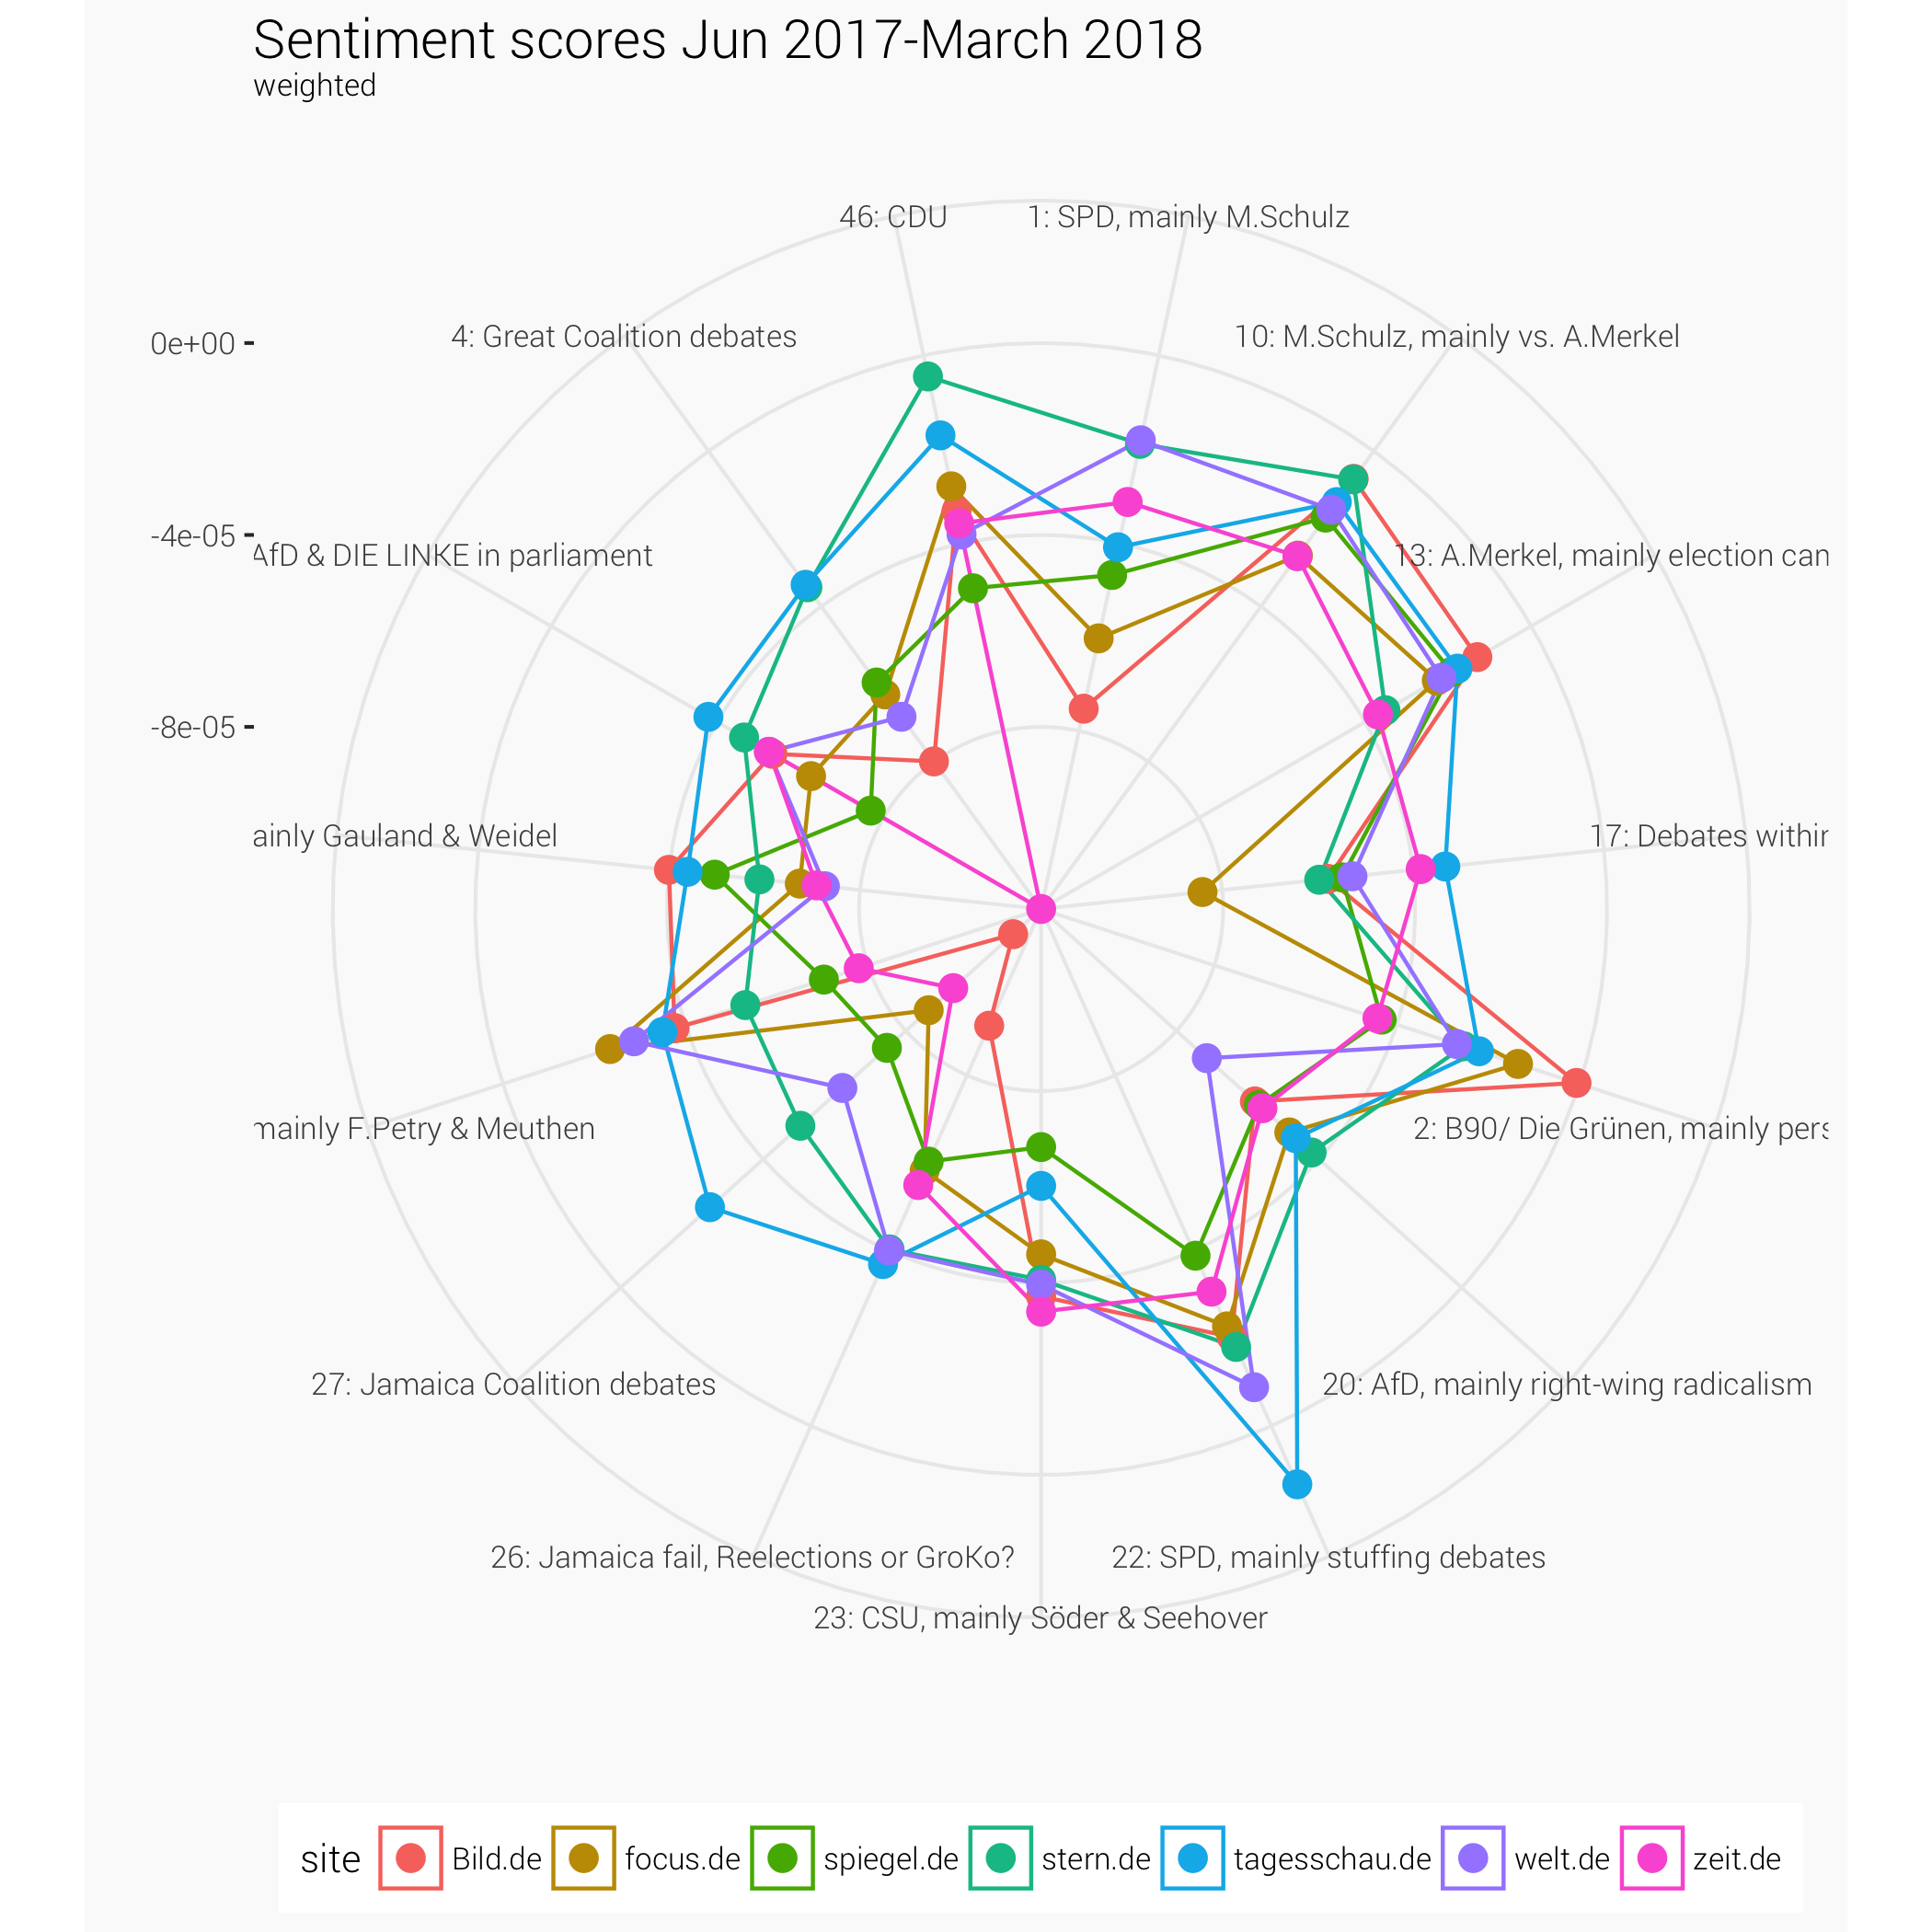 Sentiment scores Jun 2017-March 2018
weighted
46: CDU
1: SPD, mainly M.Schulz
4: Great Coalition debates
10: M.Schulz, mainly vs. A.Merkel
0e+00
-4e-05
AfD & DIE LINKE in parliament
13: A.Merkel, mainly election
-8e-05
Gauland & Weidel
17: Debates
mainly F.Petry & Meuthen
2: B90/ Die Grünen, mainly
27: Jamaica Coalition debates
20: AfD, mainly right-wing radicalism
26: Jamaica fail, Reelections or GroKo?
22: SPD, mainly stuffing debates
23: CSU, mainly Söder & Seehover
site Bild.de focus.de spiegel.de stern.de tagesschau.de welt.de zeit.de